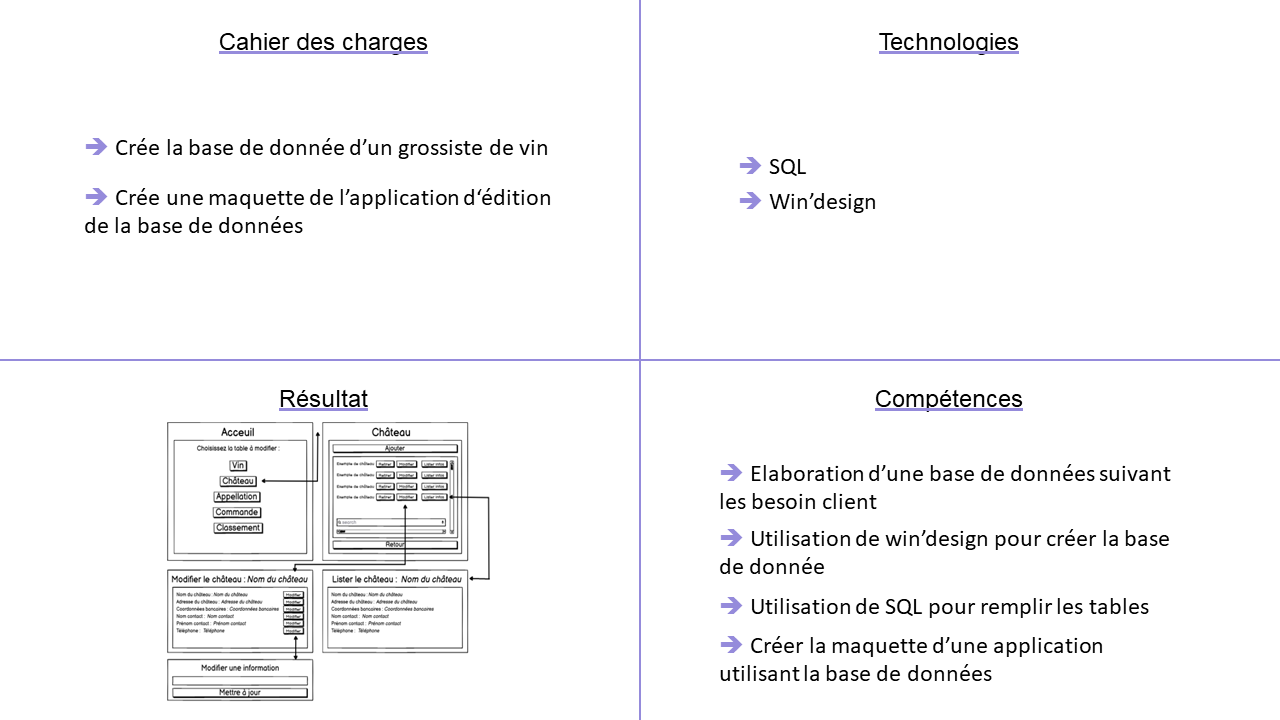 Cahier des charges
➔ Crée la base de donnée d’un grossiste de vin
➔ Crée une maquette de l’application d‘édition
de la base de données
Technologies
➔ SQL
➔ Win’design
Résultat
Acceuil
Choisissez la table à modifier :
Vin
Château
Appellation
Commande
Classement
Château
Ajouter
Exemple de château Retirer Modifier Lister infos
Exemple de château Retirer Modifier Lister infos
Exemple de château Retirer Modifier Lister infos
Exemple de château Retirer Modifier Lister infos
search
Retour
Modifier le château : Nom du château
Nom du château : Nom du château Modifier
Adresse du château : Adresse du château Modifier
Coordonnées bancaires : Coordonnées bancaires Modifier
Nom contact : Nom contact Modifier
Prénom contact : Prénom contact Modifier
Téléphone : Téléphone Modifier
Lister le château : Nom du château
Nom du château : Nom du château
Adresse du château : Adresse du château
Coordonnées bancaires : Coordonnées bancaires
Nom contact : Nom contact
Prénom contact : Prénom contact
Téléphone : Téléphone
Modifier une information
Mettre à jour
Compétences
➔ Elaboration d’une base de données suivant
les besoin client
➔ Utilisation de win’design pour créer la base
de donnée
➔ Utilisation de SQL pour remplir les tables
➔ Créer la maquette d’une application
utilisant la base de données